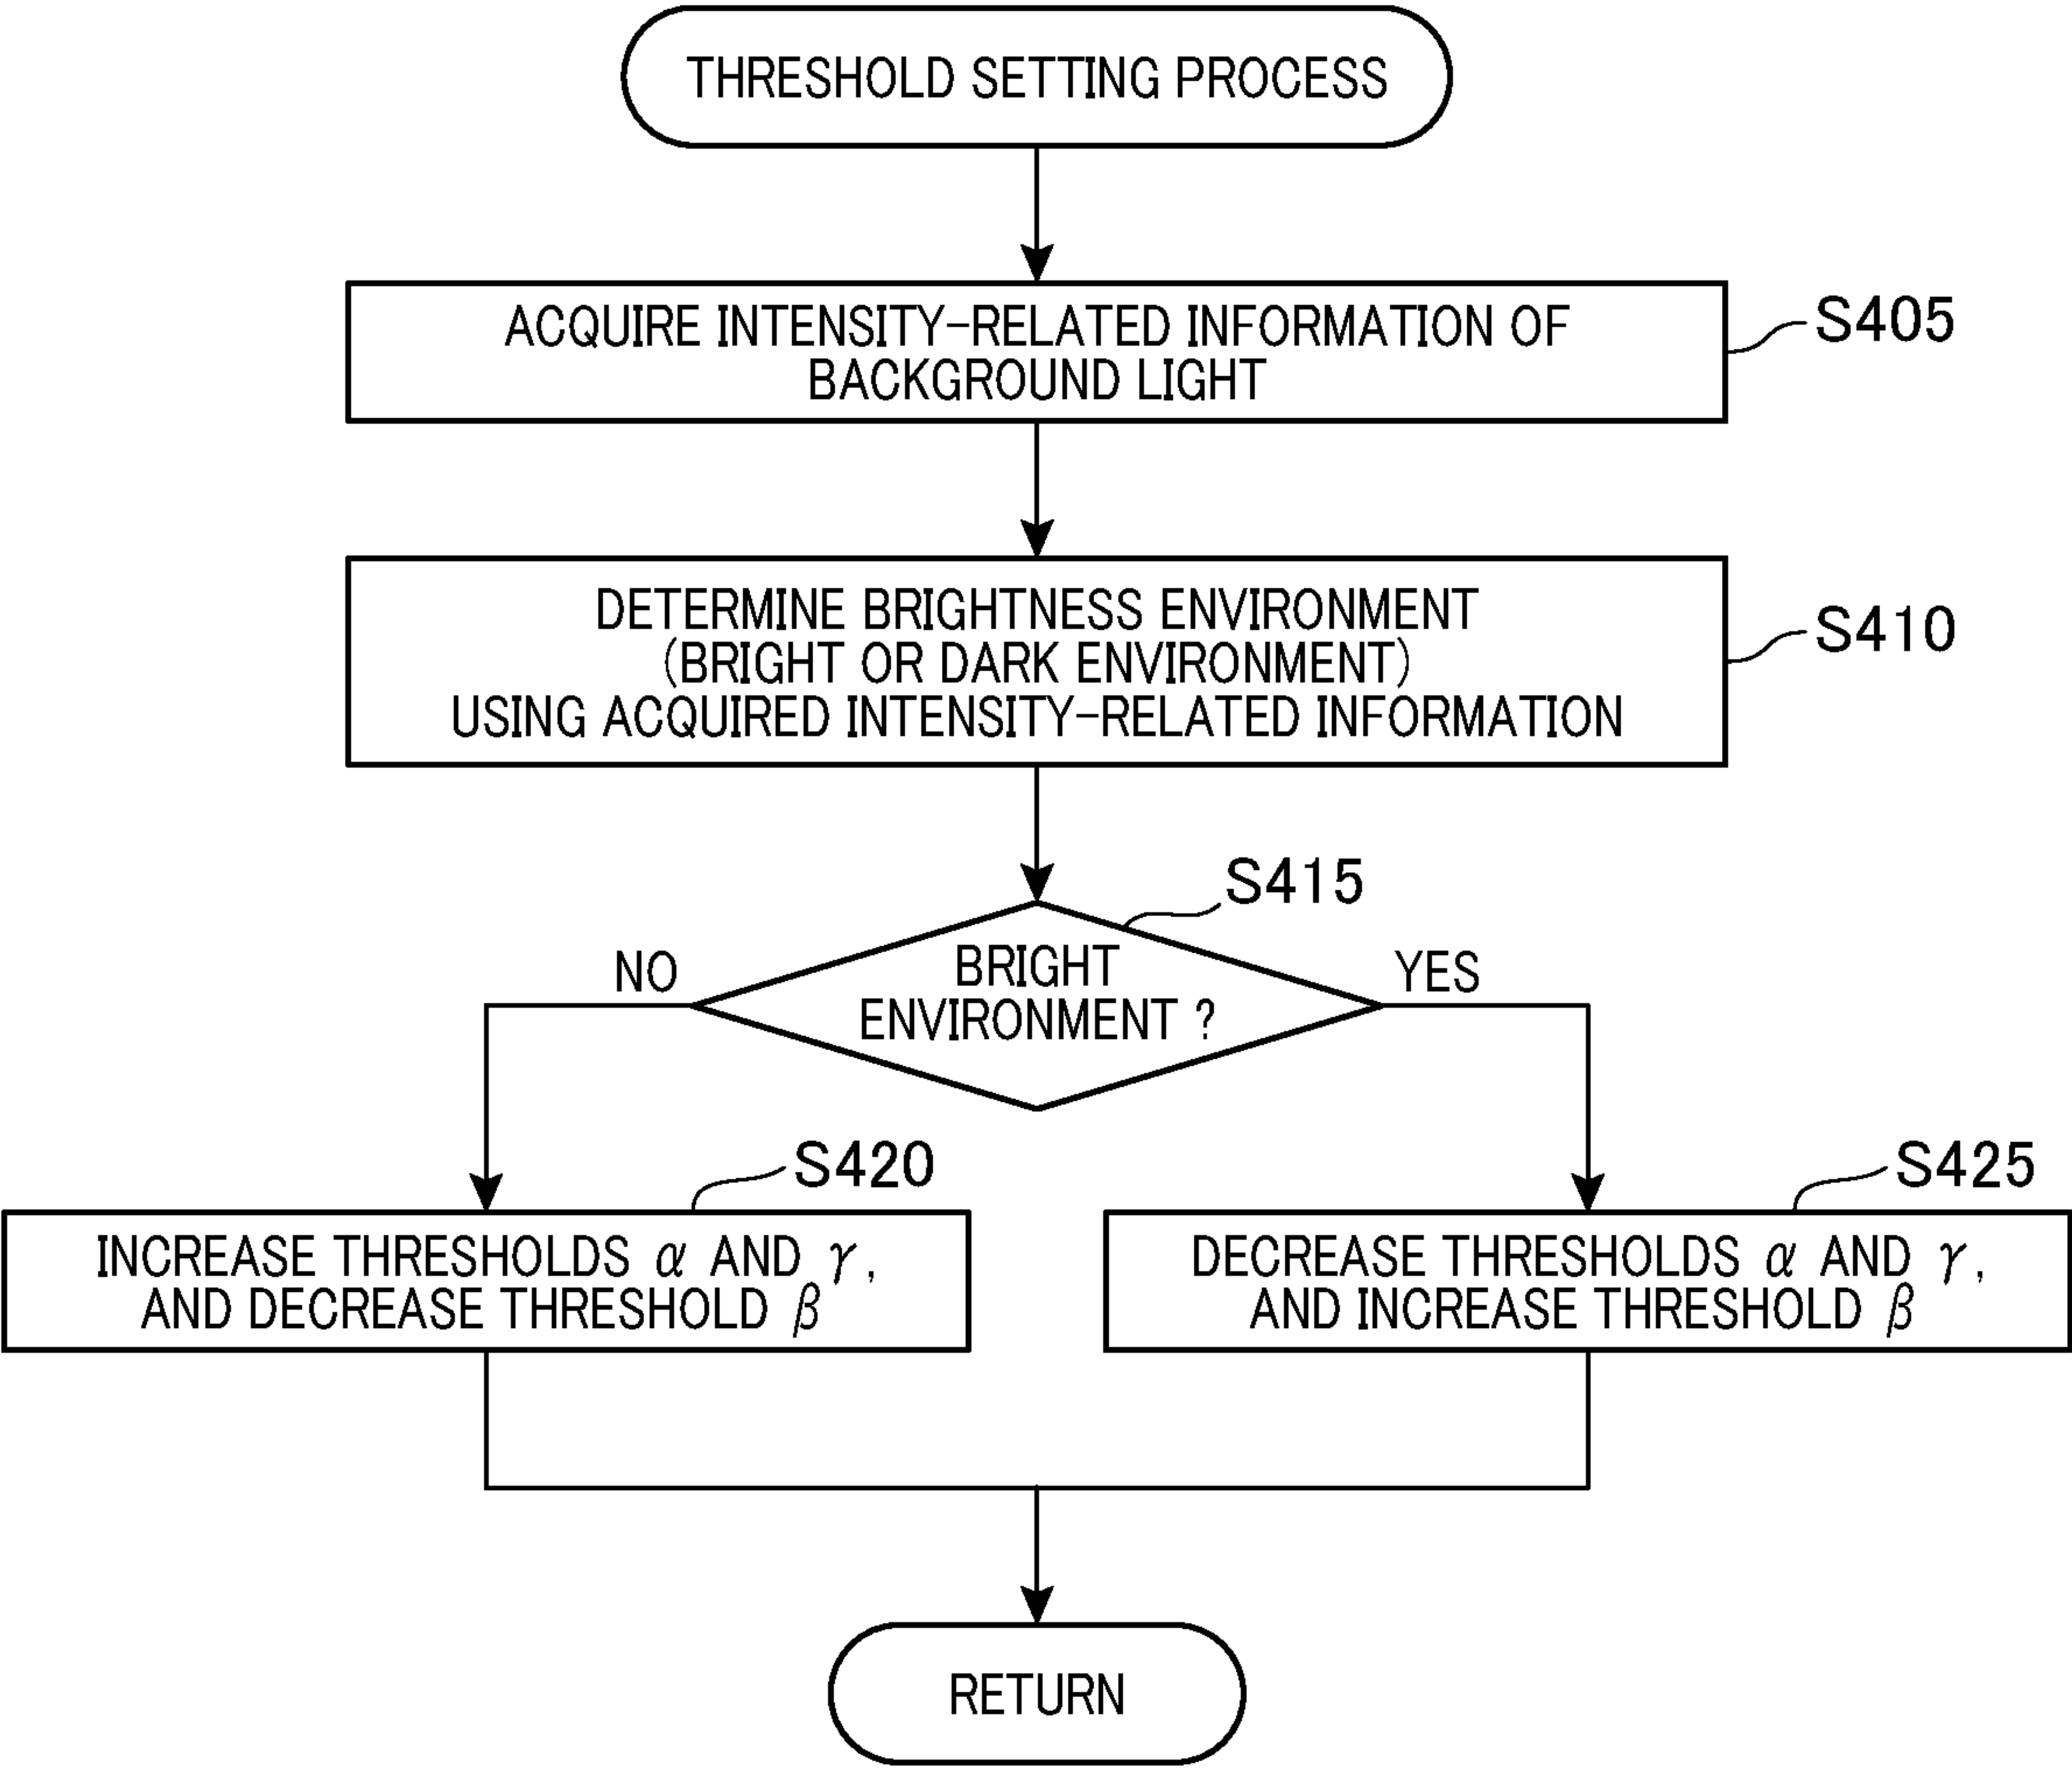 THRESHOLD SETTING PROCESS
ACQUIRE INTENSITY-RELATED INFORMATION OF
BACKGROUND LIGHT
S405
DETERMINE BRIGHTNESS ENVIRONMENT
(BRIGHT OR DARK ENVIRONMENT)
USING ACQUIRED INTENSITY-RELATED INFORMATION
S410
S415
BRIGHT
ENVIRONMENT ?
NO
YES
S420
INCREASE THRESHOLDS α AND γ,
AND DECREASE THRESHOLD β
S425
DECREASE THRESHOLDS α AND γ,
AND INCREASE THRESHOLD β
RETURN